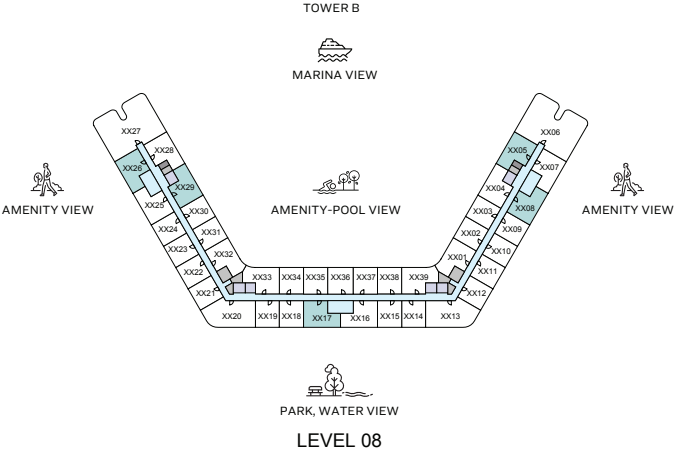 TOWER B
MARINA VIEW
XX27
XX06
XX28
XX05
XX26
XX07
XX29
XX04
XX25
XX08
AMENITY VIEW
AMENITY-POOL VIEW
AMENITY VIEW
XX30
XX03
XX24
XX09
XX31
XX02
XX23
XX10
XX32
XX01
XX22
XX11
XX33 XX34 XX35 XX36 XX37 XX38 XX39
XX21
XX12
XX20 XX19 XX18 XX17 XX16 XX15 XX14 XX13
PARK, WATER VIEW
LEVEL 08